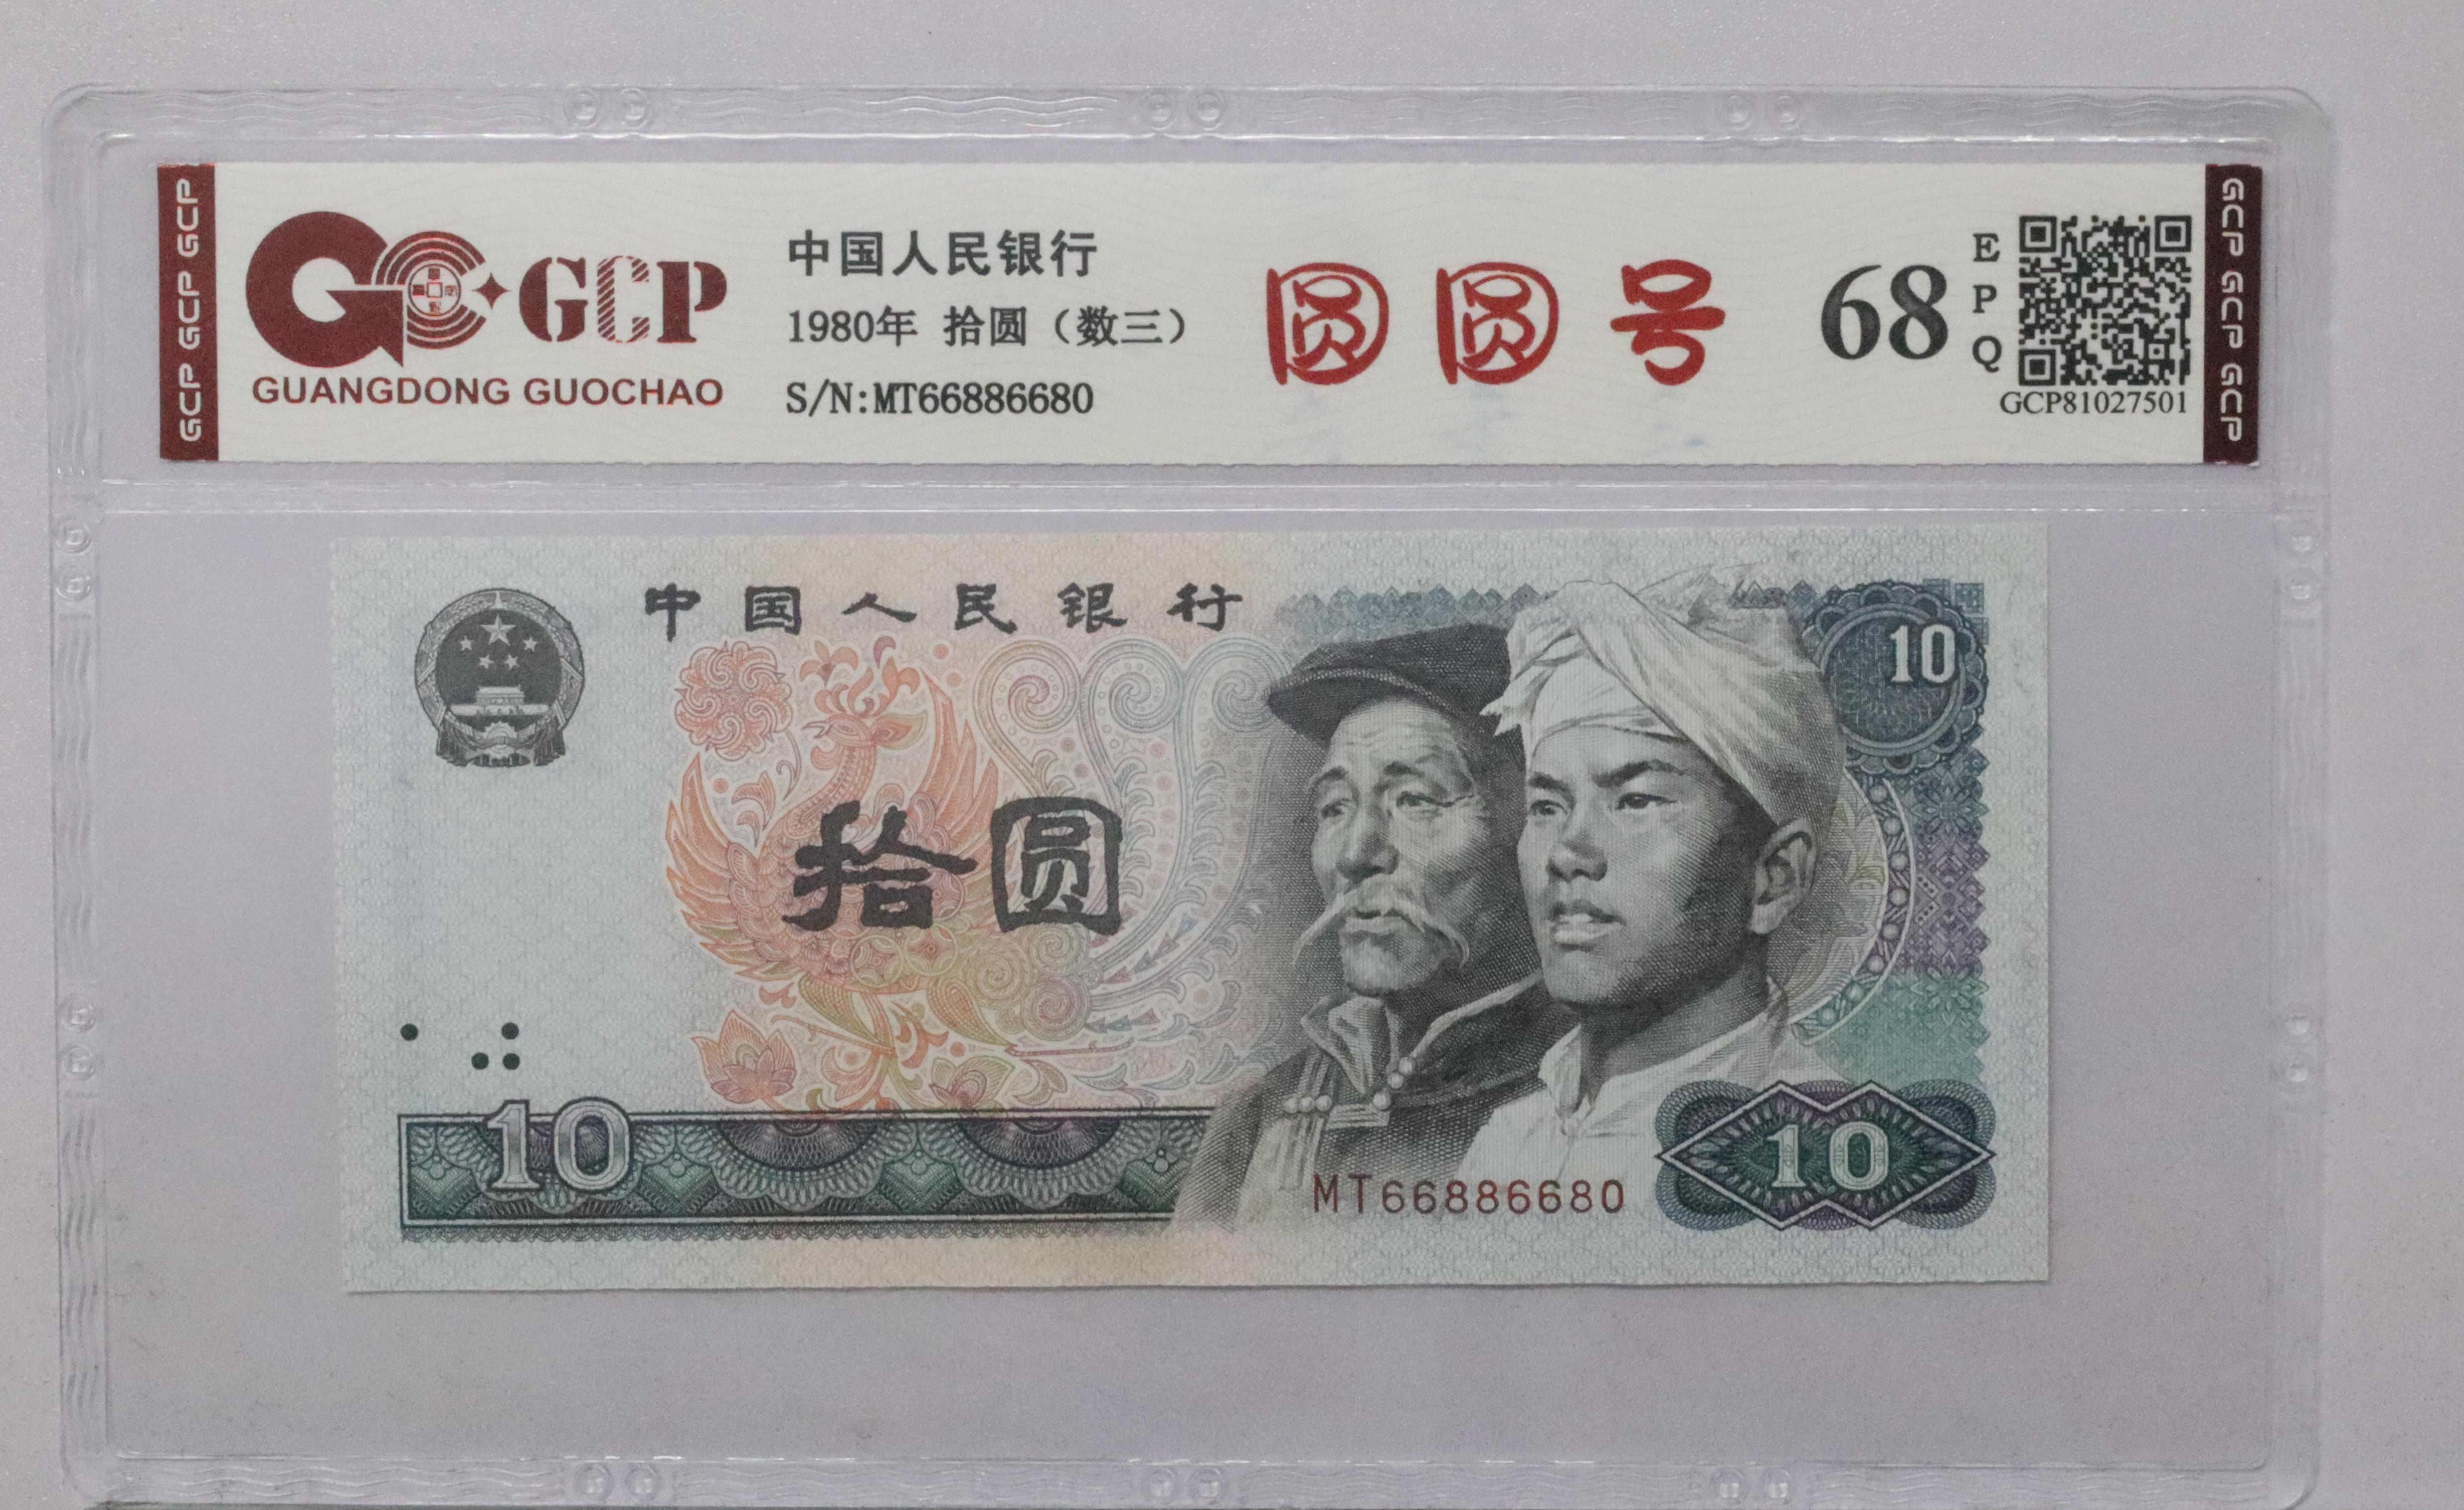 GCP GCP GCP
GCP
GUANGDONG GUOCHAO
中国人民银行
1980年 拾圆（数三）
S/N:MT66886680
圆圆号
68
EPQ
GCP81027501
GCP GCP GCP
中国人民银行
10
拾圆
10
MT66886680
10